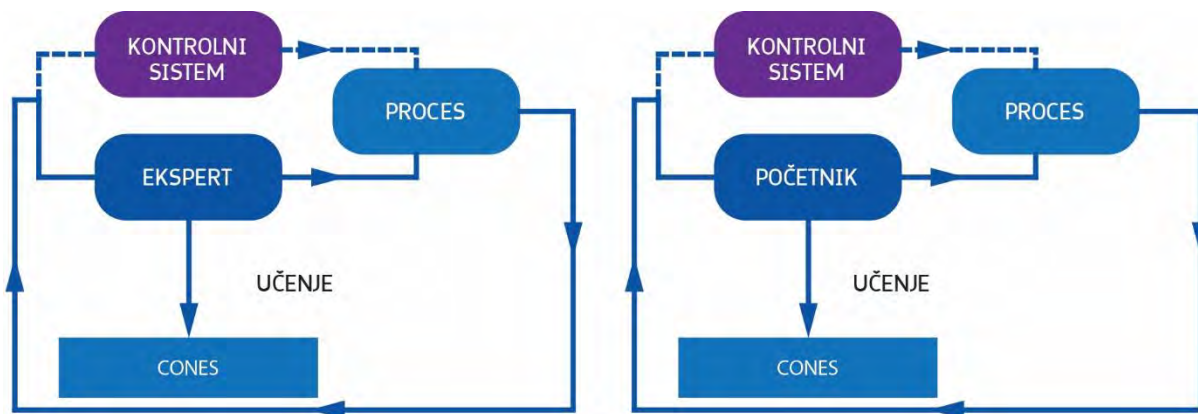 KONTROLNI
SISTEM
PROCES
EKSPERT
UČENJE
CONES
KONTROLNI
SISTEM
PROCES
POČETNIK
UČENJE
CONES